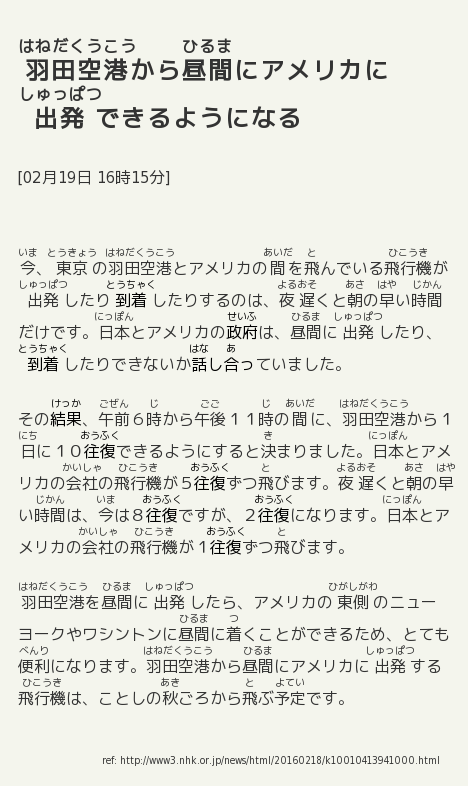 はねだくうこう ひるま
羽田空港から昼間にアメリカに
しゅっぱつ
出発 できるようになる
[02月19日 16時15分]
いま とうきょう はねだくうこう あいだ と ひこうき
今、 東京 の羽田空港とアメリカの間を飛んでいる飛行機が
しゅっぱつ とうちゃく よるおそ あさ はや じかん
出発 したり 到着 したりするのは、夜 遅くと朝の早い時間
にっぽん せいふ ひるま しゅっぱつ
だけです。日本とアメリカの政府は、昼間に 出発 したり、
とうちゃく はな あ
到着 したりできないか話し合っていました。
けっか ごぜん じ ごご じ あいだ はねだくうこう
その結果、午前6時から午後11時の間に、羽田空港から1
にち おうふく き にっぽん
日に10往復できるようにすると決まりました。日本とアメ
かいしゃ ひこうき おうふく と よるおそ あさ はや
リカの会社の飛行機が5往復ずつ飛びます。夜 遅くと朝の早
じかん いま おうふく おうふく にっぽん
い時間は、今は8往復ですが、2往復になります。日本とア
かいしゃ ひこうき おうふく と
メリカの会社の飛行機が1往復ずつ飛びます。
はねだくうこう ひるま しゅっぱつ ひがしがわ
羽田空港を昼間に 出発 したら、アメリカの 東側 のニュー
ひるま つ
ヨークやワシントンに昼間に着くことができるため、とても
べんり はねだくうこう ひるま しゅっぱつ
便利になります。羽田空港から昼間にアメリカに 出発 する
ひこうき あき と よてい
飛行機は、ことしの秋ごろから飛ぶ予定です。
ref: http://www3.nhk.or.jp/news/html/20160218/k10010413941000.html